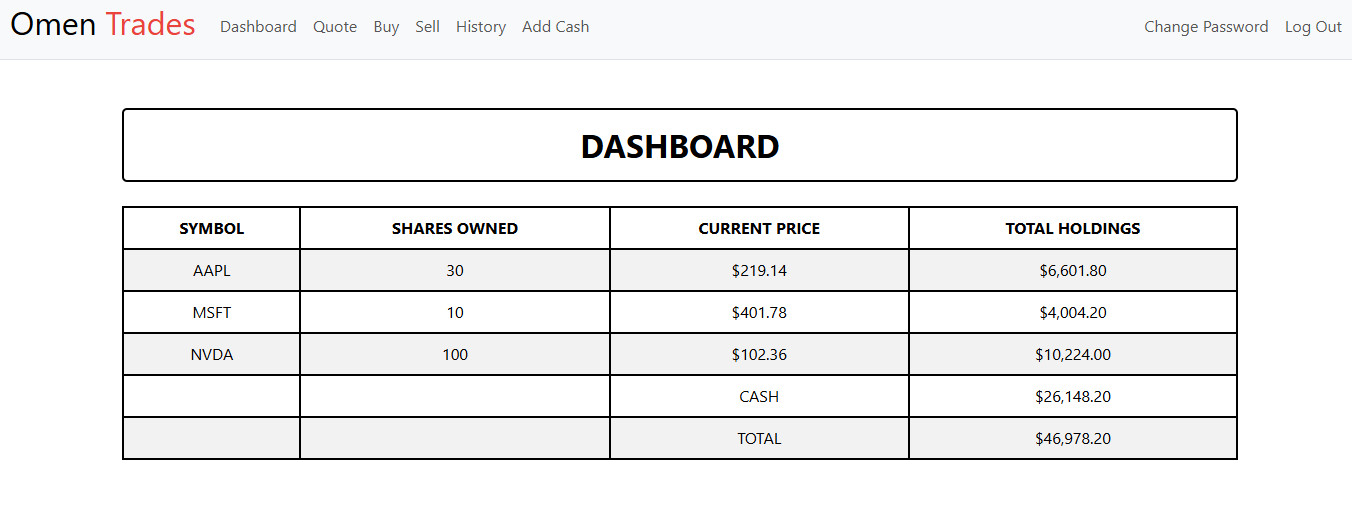 Omen Trades Dashboard Quote Buy Sell History Add Cash Change Password Log Out
DASHBOARD
SYMBOL SHARES OWNED CURRENT PRICE TOTAL HOLDINGS
AAPL 30 $219.14 $6,601.80
MSFT 10 $401.78 $4,004.20
NVDA 100 $102.36 $10,224.00
CASH $26,148.20
TOTAL $46,978.20